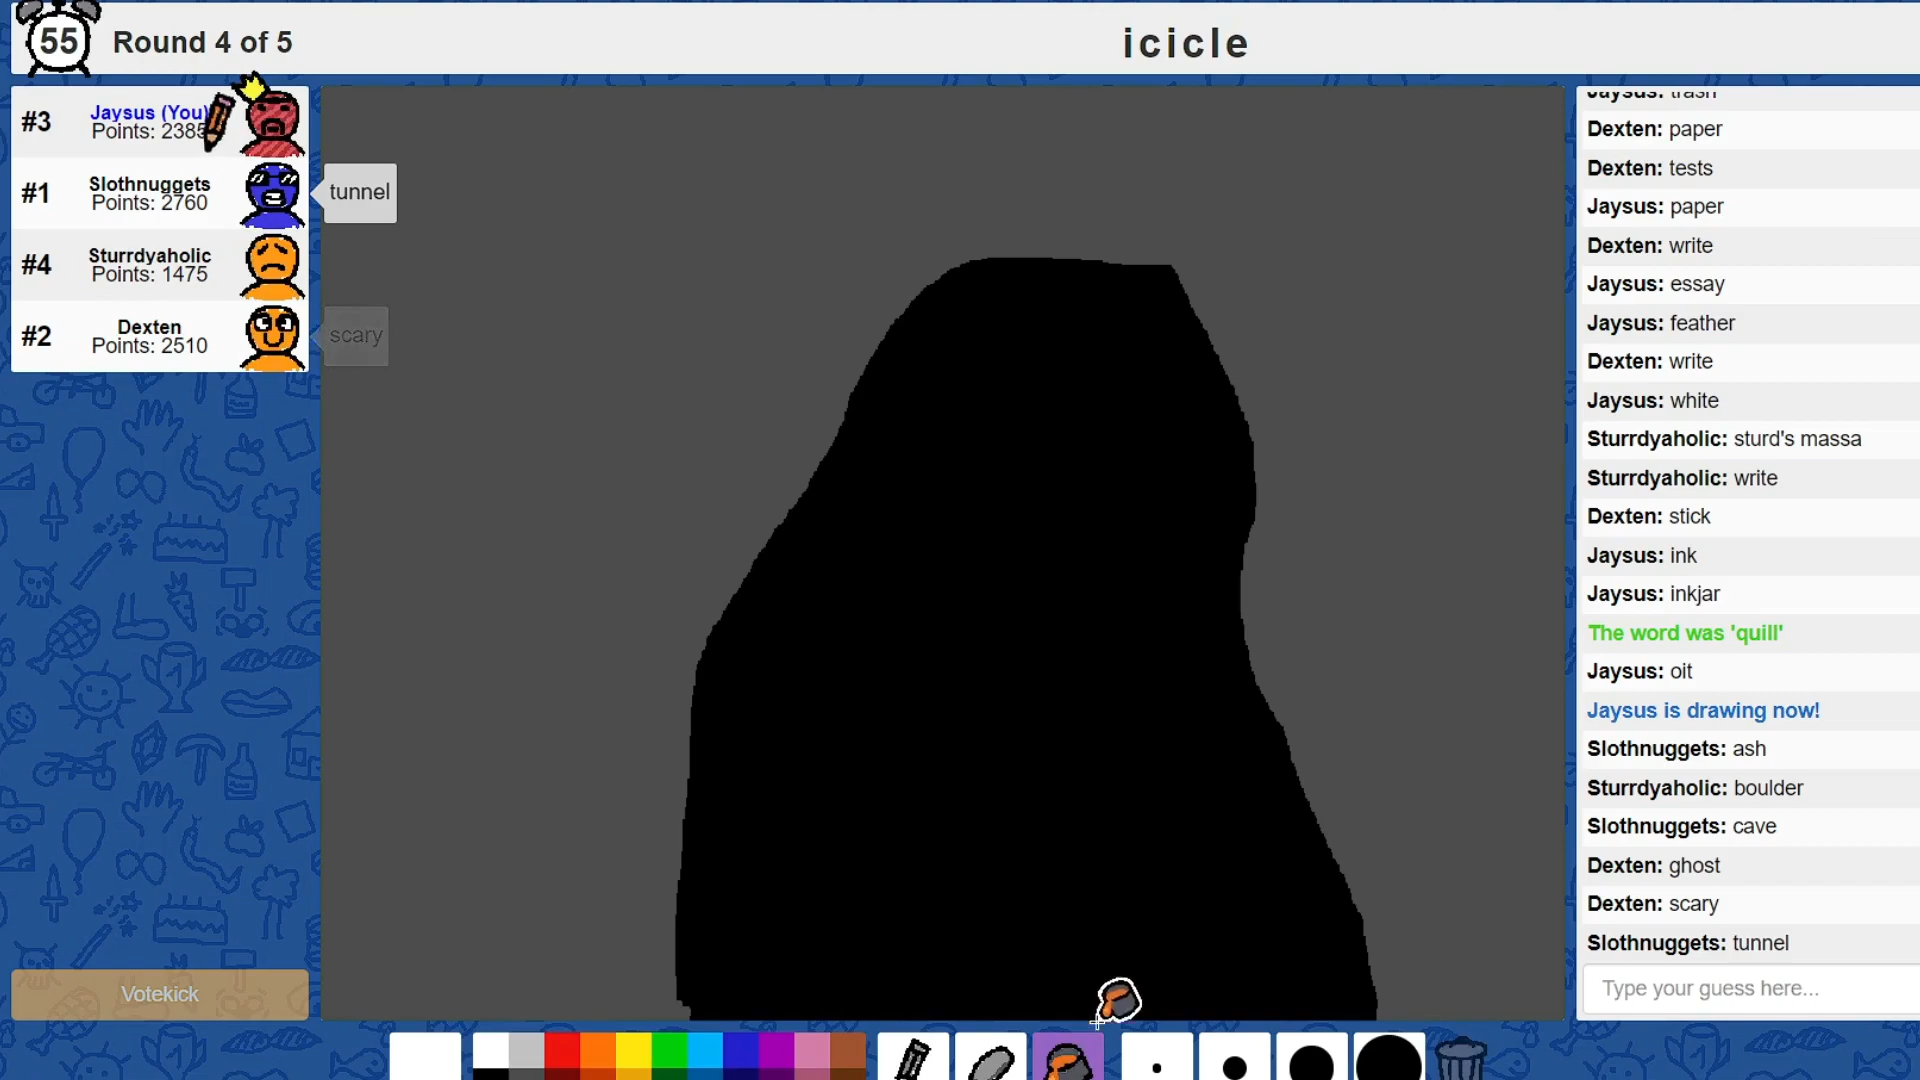 55
Round 4 of 5
icicle
#3
Jaysus (You)
Points: 2385
#1
Slothnuggets
Points: 2760
tunnel
#4
Sturrdyaholic
Points: 1475
#2
Dexten
Points: 2510
scary
Votekick
Jaysus: trash
Dexten: paper
Dexten: tests
Jaysus: paper
Dexten: write
Jaysus: essay
Jaysus: feather
Dexten: write
Jaysus: white
Sturrdyaholic: sturd's massa
Sturrdyaholic: write
Dexten: stick
Jaysus: ink
Jaysus: inkjar
The word was 'quill'
Jaysus: oit
Jaysus is drawing now!
Slothnuggets: ash
Sturrdyaholic: boulder
Slothnuggets: cave
Dexten: ghost
Dexten: scary
Slothnuggets: tunnel
Type your guess here...